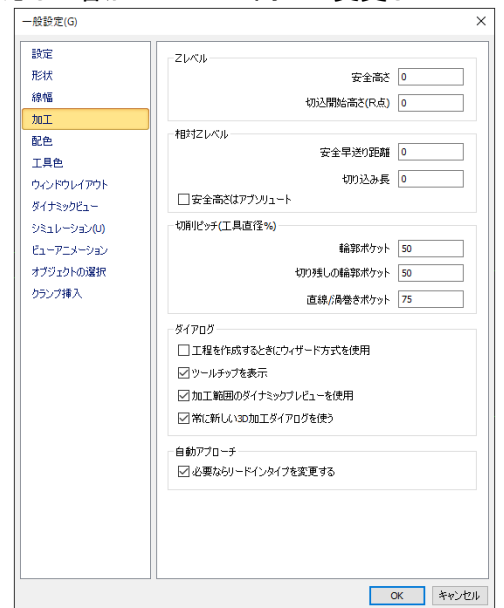 一般設定(G)
設定
形状
線幅
加工
配色
工具色
ウィンドウレイアウト
ダイナミックビュー
シミュレーション(U)
ビューアニメーション
オブジェクトの選択
クランプ挿入
Zレベル
安全高さ 0
切込開始高さ(R点) 0
相対Zレベル
安全早送り距離 0
切り込み長 0
安全高さはアブソリュート
切削ピッチ(工具直径%)
輪郭ポケット 50
切り残しの輪郭ポケット 50
直線/渦巻きポケット 75
ダイアログ
工程を作成するときにウィザード方式を使用
ツールチップを表示
加工範囲のダイナミックプレビューを使用
常に新しい3D加工ダイアログを使う
自動アプローチ
必要ならリードインタイプを変更する
OK キャンセル